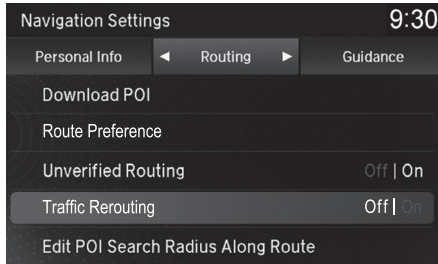 Navigation Settings 9:30
Personal Info ◄ Routing ► Guidance
Download POI
Route Preference
Unverified Routing Off | On
Traffic Rerouting Off | On
Edit POI Search Radius Along Route